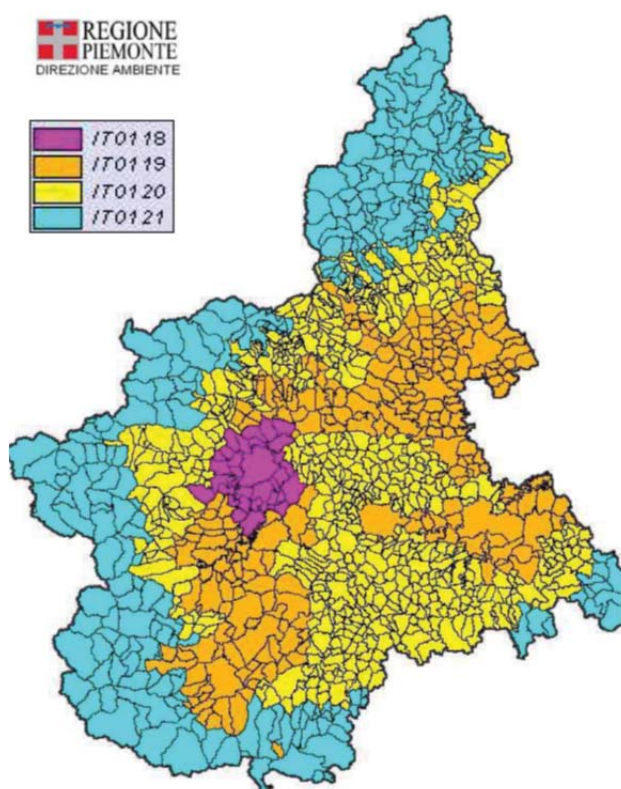 REGIONE
PIEMONTE
DIREZIONE AMBIENTE
IT0118
IT0119
IT0120
IT0121